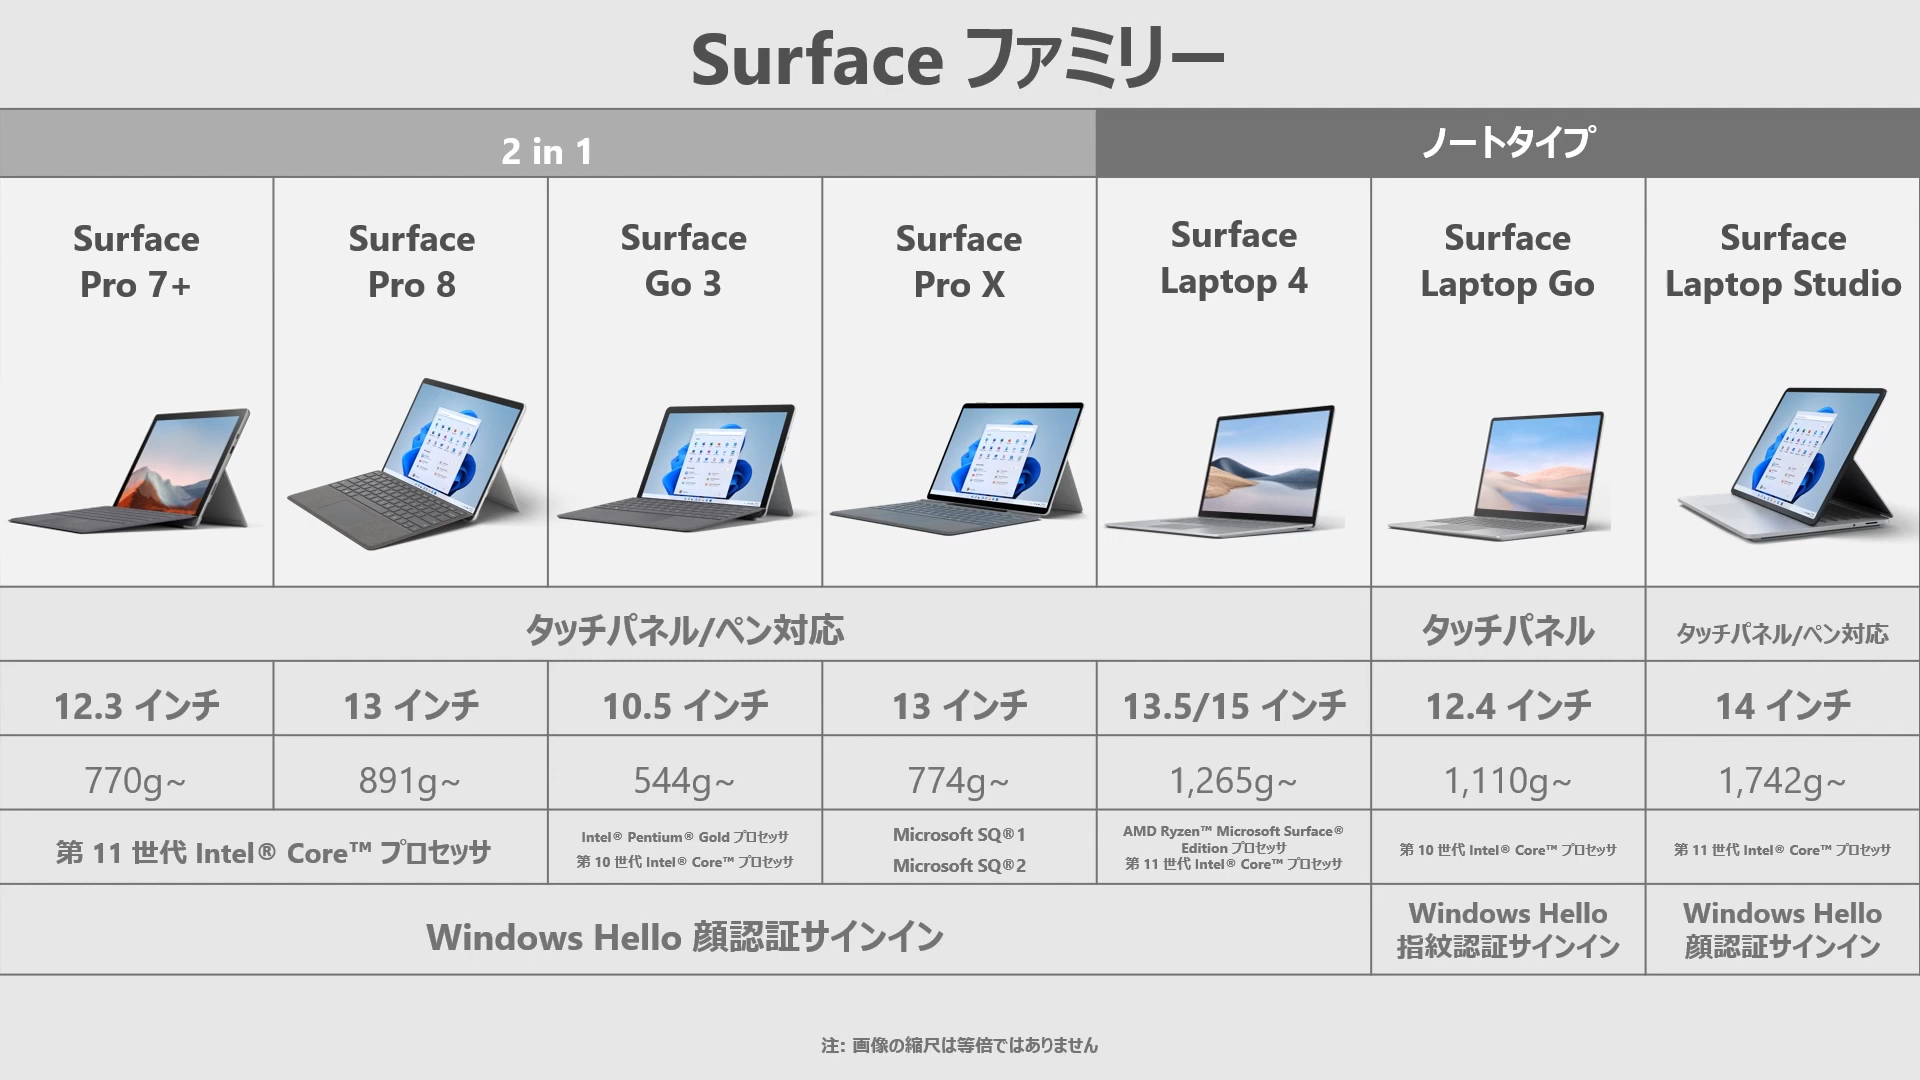 Surface ファミリー
2 in 1
ノートタイプ
Surface
Pro 7+
Surface
Pro 8
Surface
Go 3
Surface
Pro X
Surface
Laptop 4
Surface
Laptop Go
Surface
Laptop Studio
タッチパネル/ペン対応
タッチパネル
タッチパネル/ペン対応
12.3 インチ
13 インチ
10.5 インチ
13 インチ
13.5/15 インチ
12.4 インチ
14 インチ
770g~
891g~
544g~
774g~
1,265g~
1,110g~
1,742g~
第 11 世代 Intel® Core™ プロセッサ
Intel® Pentium® Gold プロセッサ
第 10 世代 Intel® Core™ プロセッサ
Microsoft SQ®1
Microsoft SQ®2
AMD Ryzen™ Microsoft Surface®
Edition プロセッサ
第 11 世代 Intel® Core™ プロセッサ
第 10 世代 Intel® Core™ プロセッサ
第 11 世代 Intel® Core™ プロセッサ
Windows Hello 顔認証サインイン
Windows Hello
指紋認証サインイン
Windows Hello
顔認証サインイン
注: 画像の縮尺は等倍ではありません